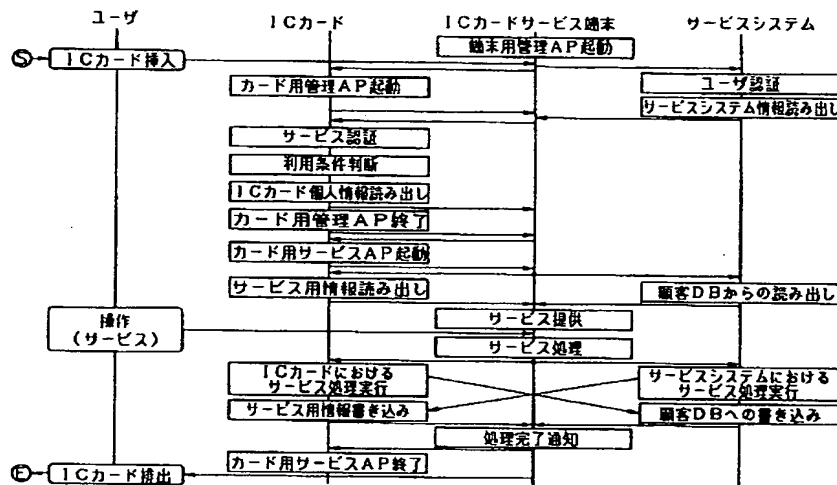 ユーザ
ICカード
ICカードサービス端末
サービスシステム
端末用管理AP起動
S
ICカード挿入
カード用管理AP起動
ユーザ認証
サービスシステム情報読み出し
サービス認証
利用条件判断
ICカード個人情報読み出し
カード用管理AP終了
カード用サービスAP起動
サービス用情報読み出し
顧客DBからの読み出し
操作
（サービス）
サービス提供
サービス処理
ICカードにおける
サービス処理実行
サービスシステムにおける
サービス処理実行
サービス用情報書き込み
顧客DBへの書き込み
処理完了通知
カード用サービスAP終了
E
ICカード排出